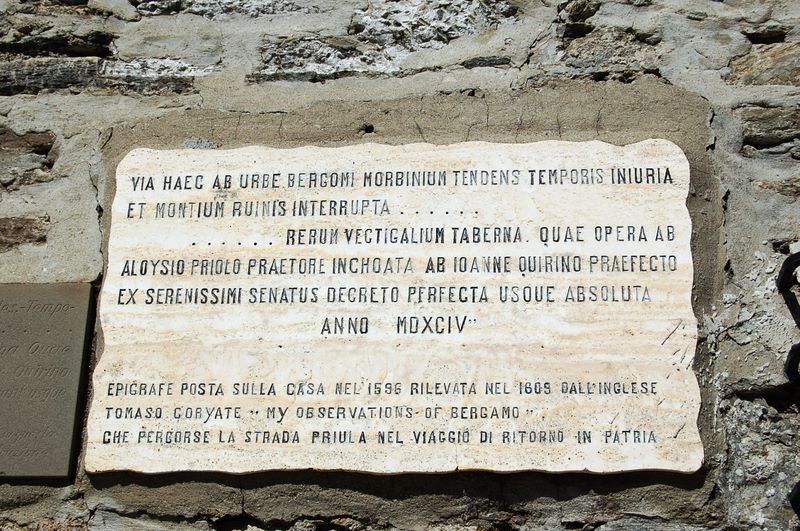 VIA HAEC AB URBE BERGOMI MORBINIUM TENDENS TEMPORIS INIURIA
ET MONTIUM RUINIS INTERRUPTA . . . . . .
. . . . . . RERUM VECTIGALIUM TABERNA. QUAE OPERA AB
ALOYSIO PRIOLO PRAETORE INCHOATA AB IOANNE QUIRINO PRAEFECTO
EX SERENISSIMI SENATUS DECRETO PERFECTA USQUE ABSOLUTA
ANNO MDXCIV"
EPIGRAFE POSTA SULLA CASA NEL 1596 RILEVATA NEL 1609 DALL'INGLESE
TOMASO CORYATE " MY OBSERVATIONS OF BERGAMO".
CHE PERCORSE LA STRADA PRIULA NEL VIAGGIO DI RITORNO IN PATRIA